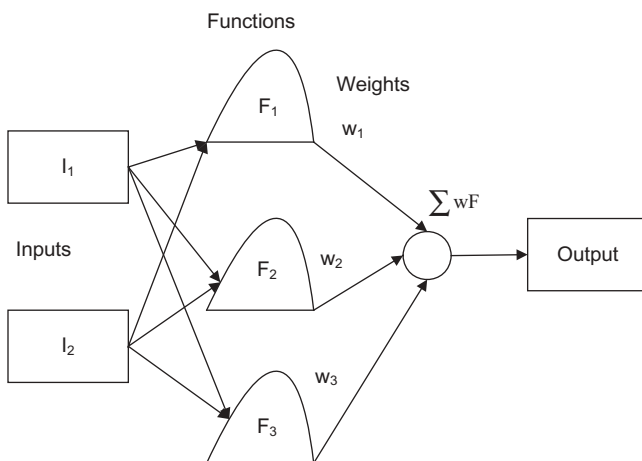 Functions
Weights
F₁
w₁
I₁
∑ wF
Inputs
F₂
w₂
Output
I₂
w₃
F₃